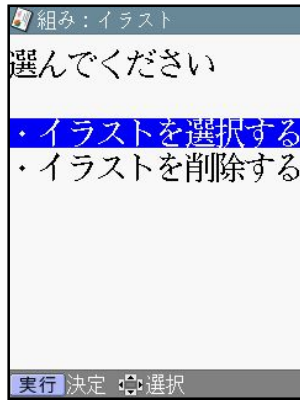 組み：イラスト
選んでください
・イラストを選択する
・イラストを削除する
実行 決定 選択